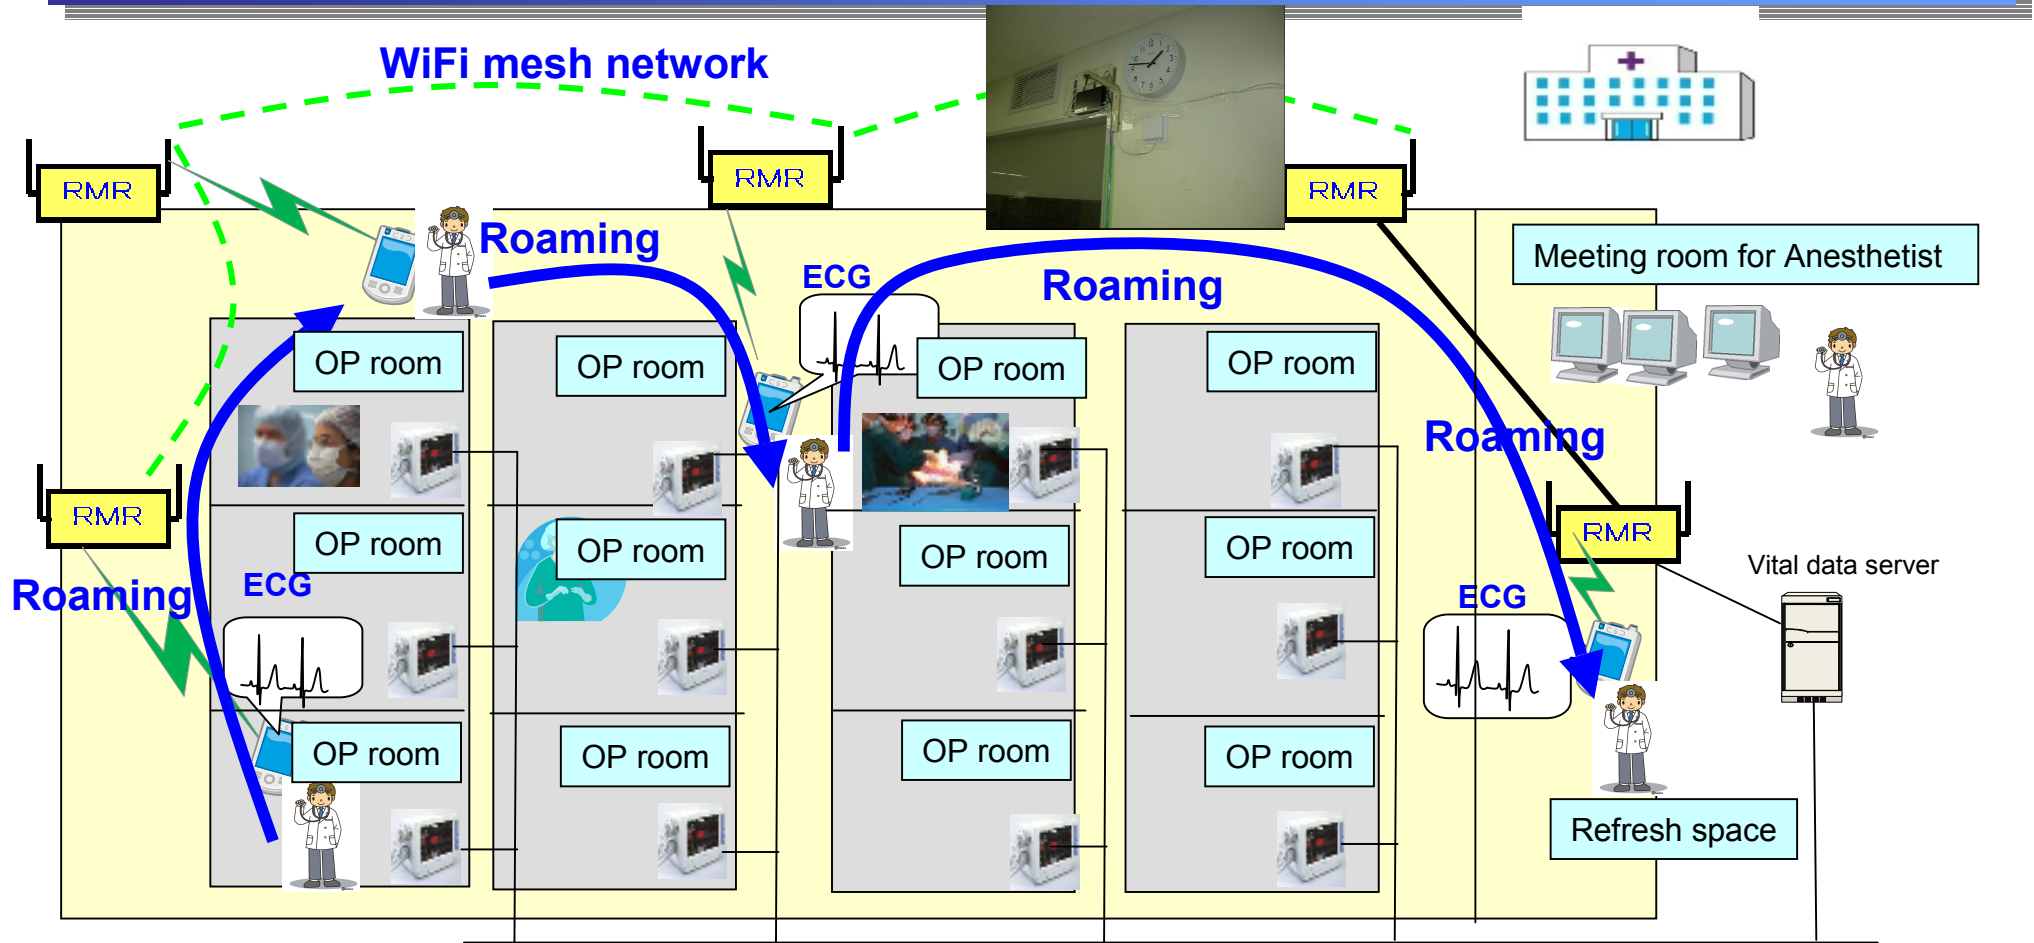 WiFi mesh network
RMR
RMR
RMR
Roaming
ECG
Roaming
Meeting room for Anesthetist
OP room
OP room
OP room
OP room
Roaming
RMR
RMR
OP room
OP room
OP room
OP room
Vital data server
Roaming
ECG
ECG
OP room
OP room
OP room
OP room
Refresh space